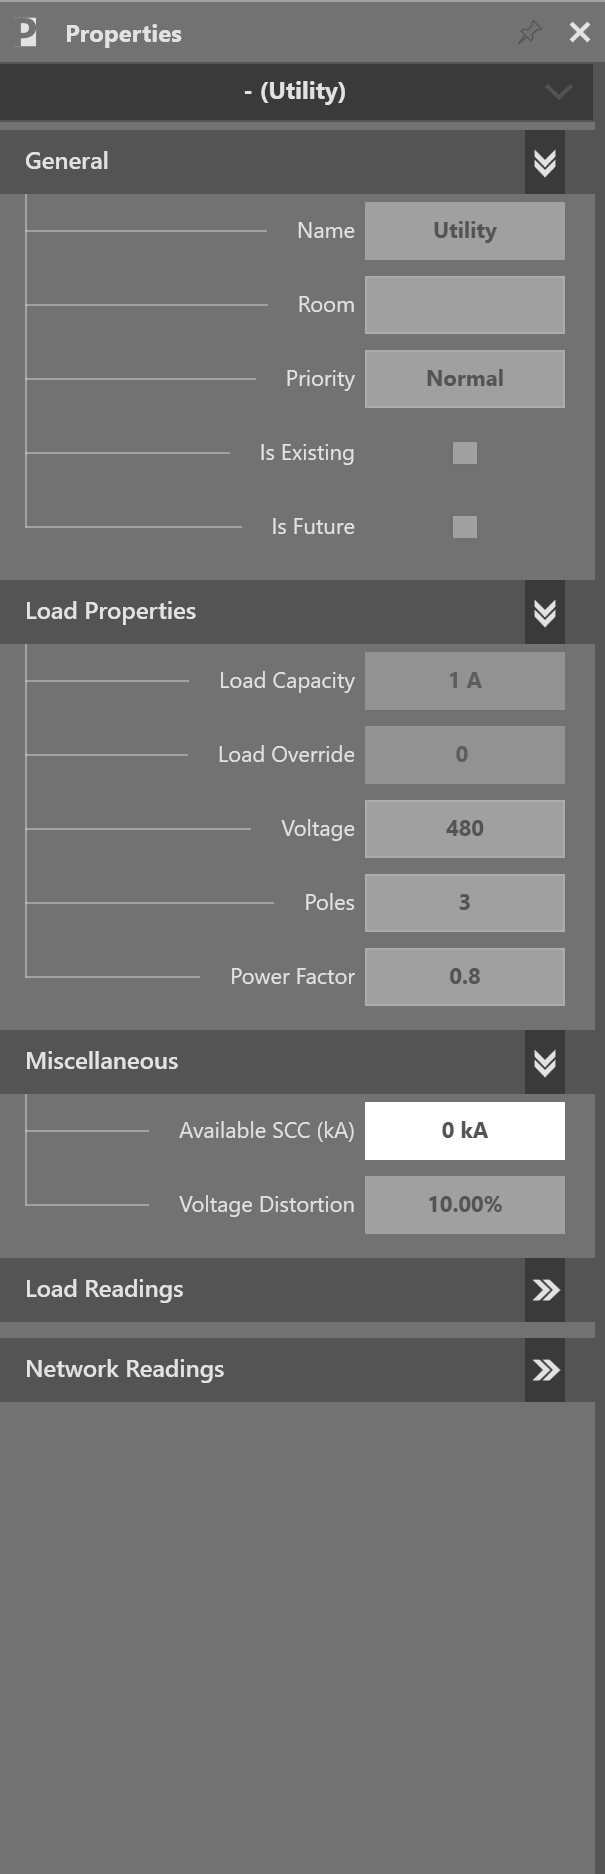 Properties
- (Utility)
General
Name Utility
Room
Priority Normal
Is Existing
Is Future
Load Properties
Load Capacity 1 A
Load Override 0
Voltage 480
Poles 3
Power Factor 0.8
Miscellaneous
Available SCC (kA) 0 kA
Voltage Distortion 10.00%
Load Readings
Network Readings